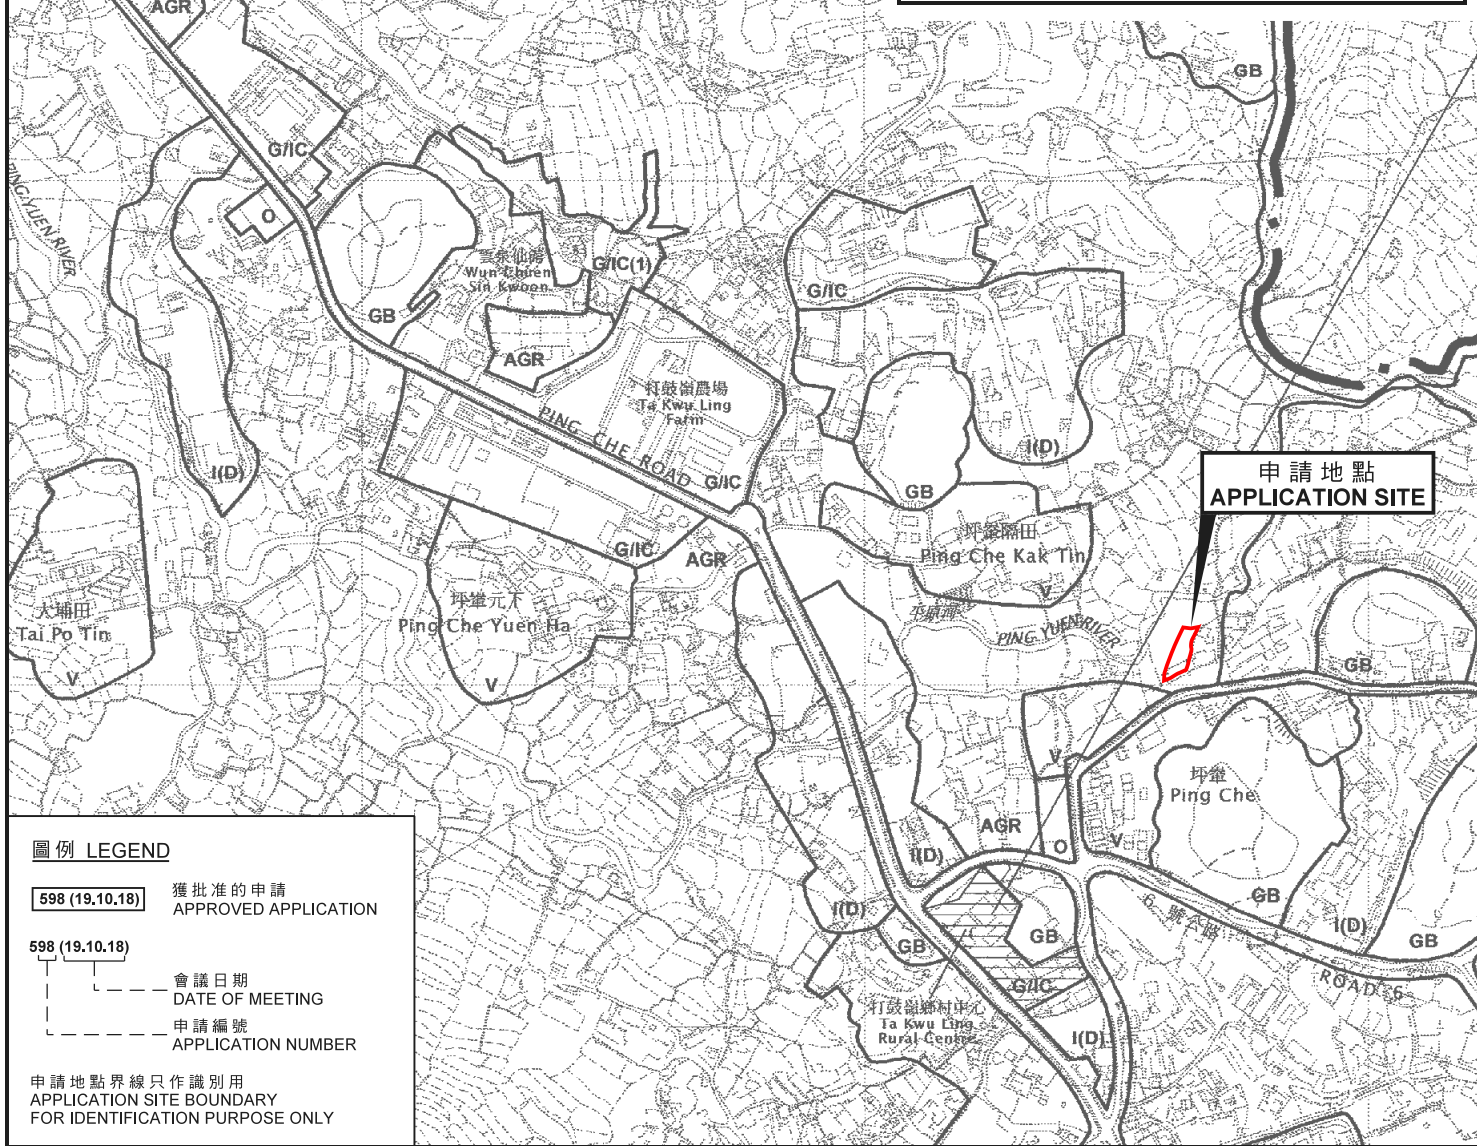 AGR
GB
G/IC
PING YUEN RIVER
O
雲泉仙館
Wun Chuen
Sin Kwoon
G/IC(1)
G/IC
GB
AGR
打鼓嶺農場
Ta Kwu Ling
Farm
PING CHE ROAD
G/IC
I(D)
I(D)
GB
申請地點
APPLICATION SITE
坪輋隔田
Ping Che Kak Tin
V
G/IC
AGR
坪輋元下
Ping Che Yuen Ha
V
大埔田
Tai Po Tin
V
平原河
PING YUEN RIVER
GB
V
坪輋
Ping Che
AGR
O
V
I(D)
I(D)
GB
GB
G/IC
GB
I(D)
GB
6 號公路
ROAD 6
打鼓嶺鄉村中心
Ta Kwu Ling
Rural Centre
I(D)
圖例 LEGEND
598 (19.10.18)
獲批准的申請
APPROVED APPLICATION
598 (19.10.18)
會議日期
DATE OF MEETING
申請編號
APPLICATION NUMBER
申請地點界線只作識別用
APPLICATION SITE BOUNDARY
FOR IDENTIFICATION PURPOSE ONLY